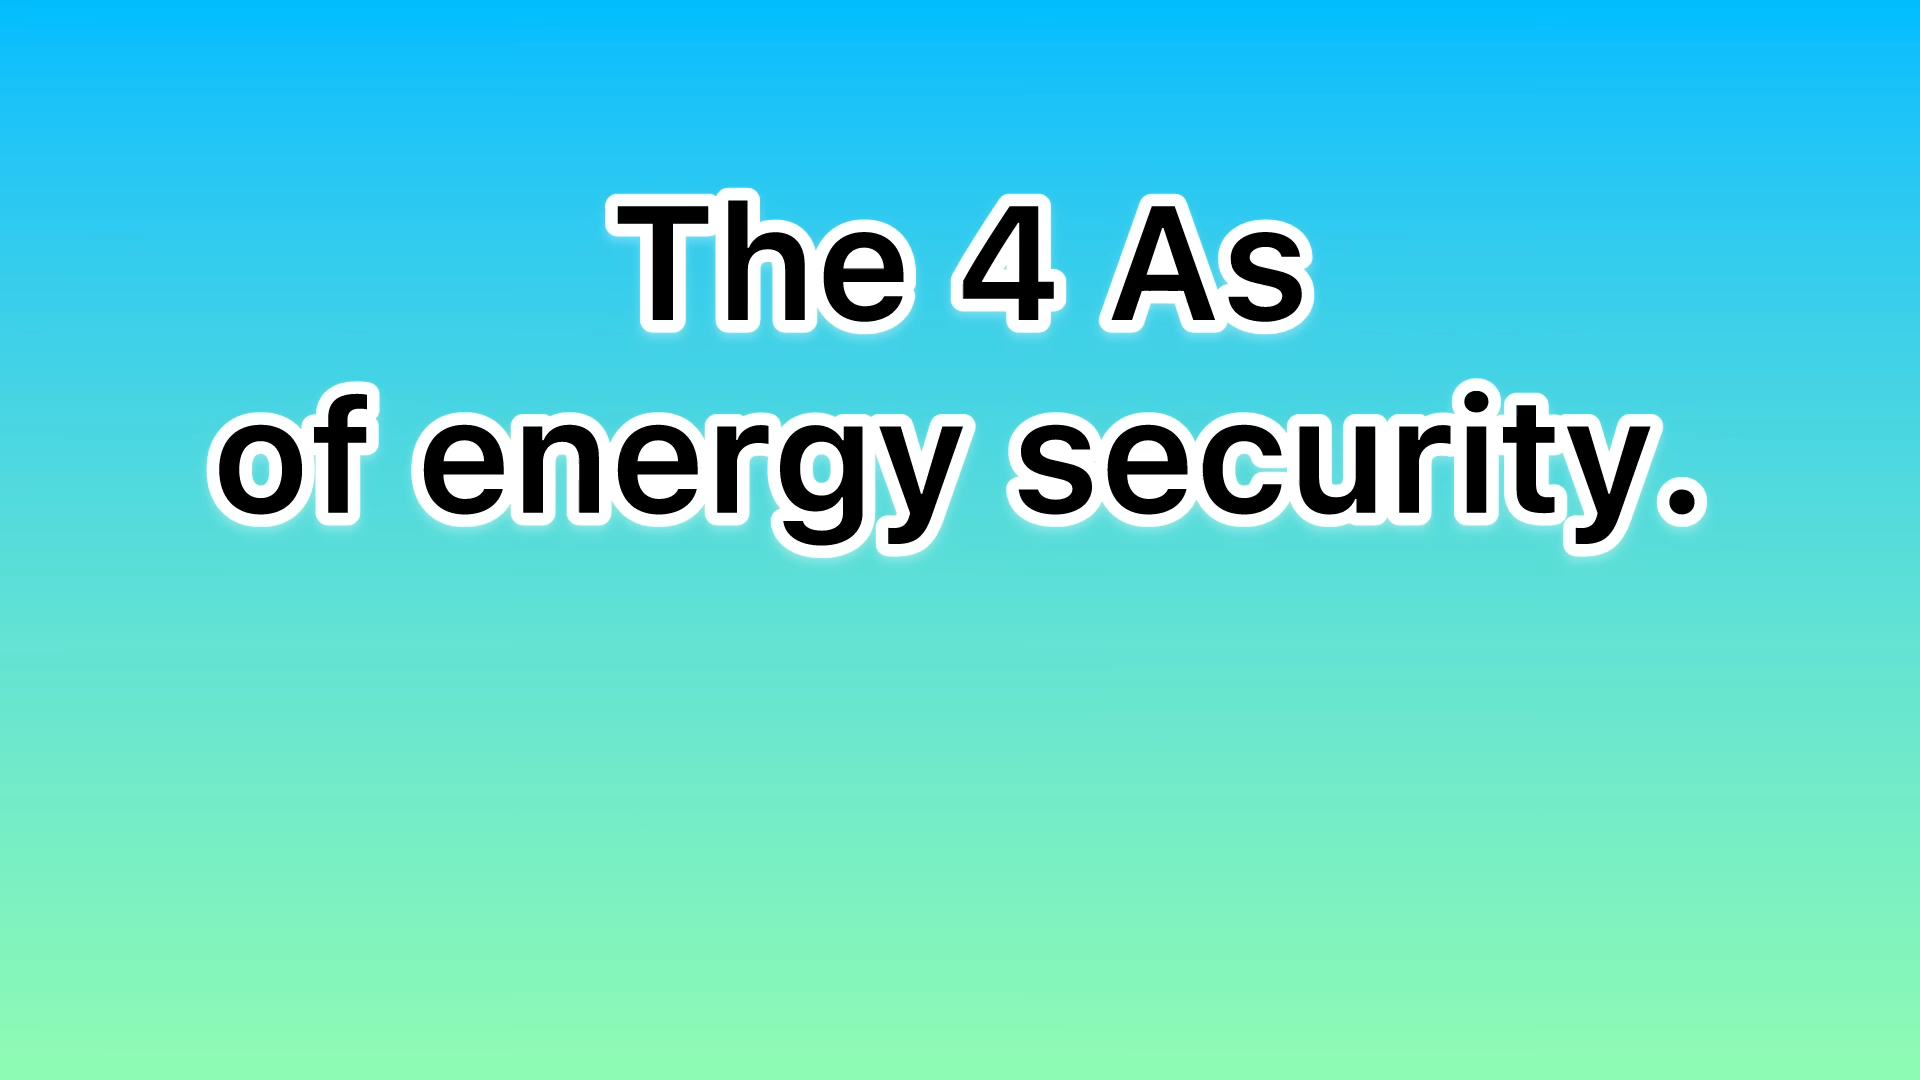 The 4 As
of energy security.